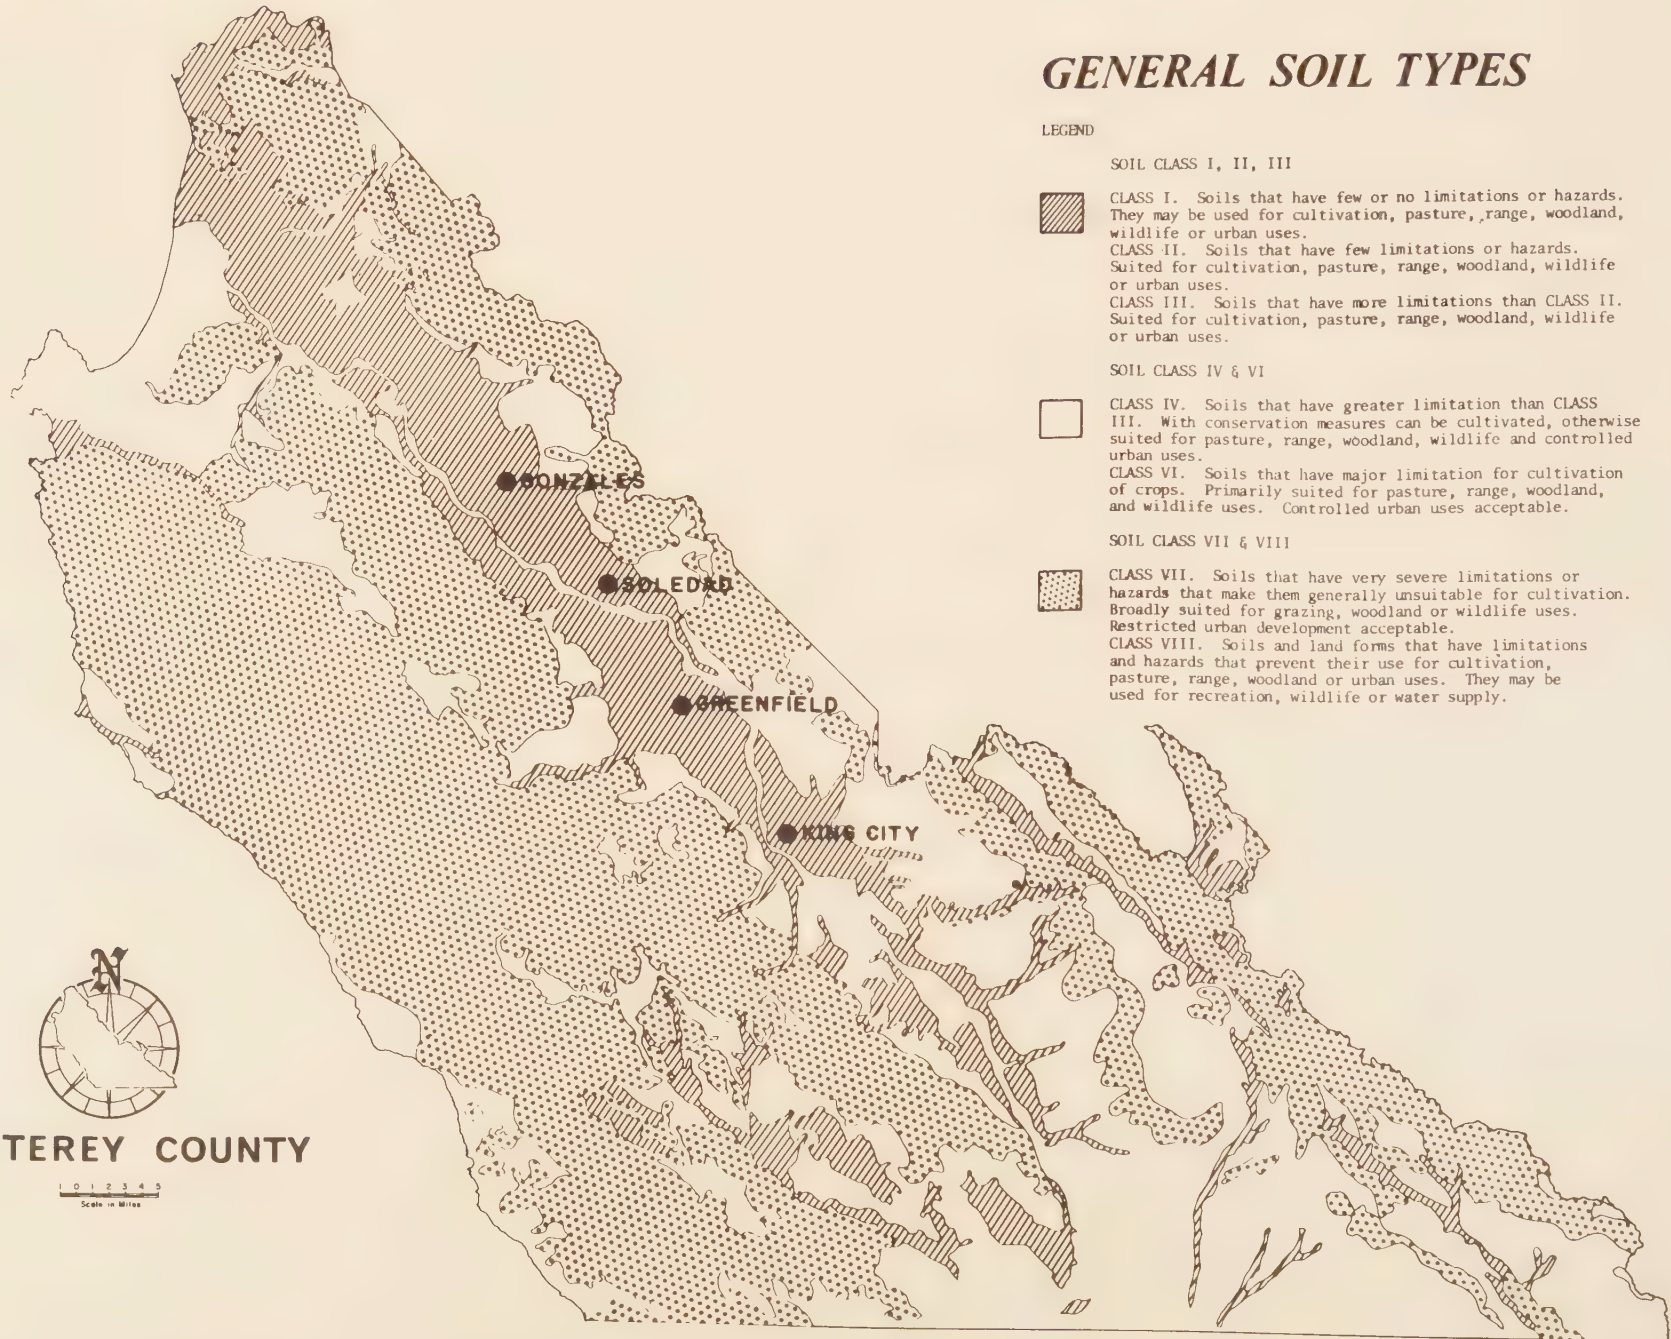 GENERAL SOIL TYPES
LEGEND
SOIL CLASS I, II, III
CLASS I. Soils that have few or no limitations or hazards.
They may be used for cultivation, pasture, range, woodland,
wildlife or urban uses.
CLASS II. Soils that have few limitations or hazards.
Suited for cultivation, pasture, range, woodland, wildlife
or urban uses.
CLASS III. Soils that have more limitations than CLASS II.
Suited for cultivation, pasture, range, woodland, wildlife
or urban uses.
SOIL CLASS IV & VI
CLASS IV. Soils that have greater limitation than CLASS
III. With conservation measures can be cultivated, otherwise
suited for pasture, range, woodland, wildlife and controlled
urban uses.
CLASS VI. Soils that have major limitation for cultivation
of crops. Primarily suited for pasture, range, woodland,
and wildlife uses. Controlled urban uses acceptable.
SOIL CLASS VII & VIII
CLASS VII. Soils that have very severe limitations or
hazards that make them generally unsuitable for cultivation.
Broadly suited for grazing, woodland or wildlife uses.
Restricted urban development acceptable.
CLASS VIII. Soils and land forms that have limitations
and hazards that prevent their use for cultivation,
pasture, range, woodland or urban uses. They may be
used for recreation, wildlife or water supply.
GONZALES
SOLEDAD
GREENFIELD
KING CITY
N
TEREY COUNTY
1 0 1 2 3 4 5
Scale in Miles